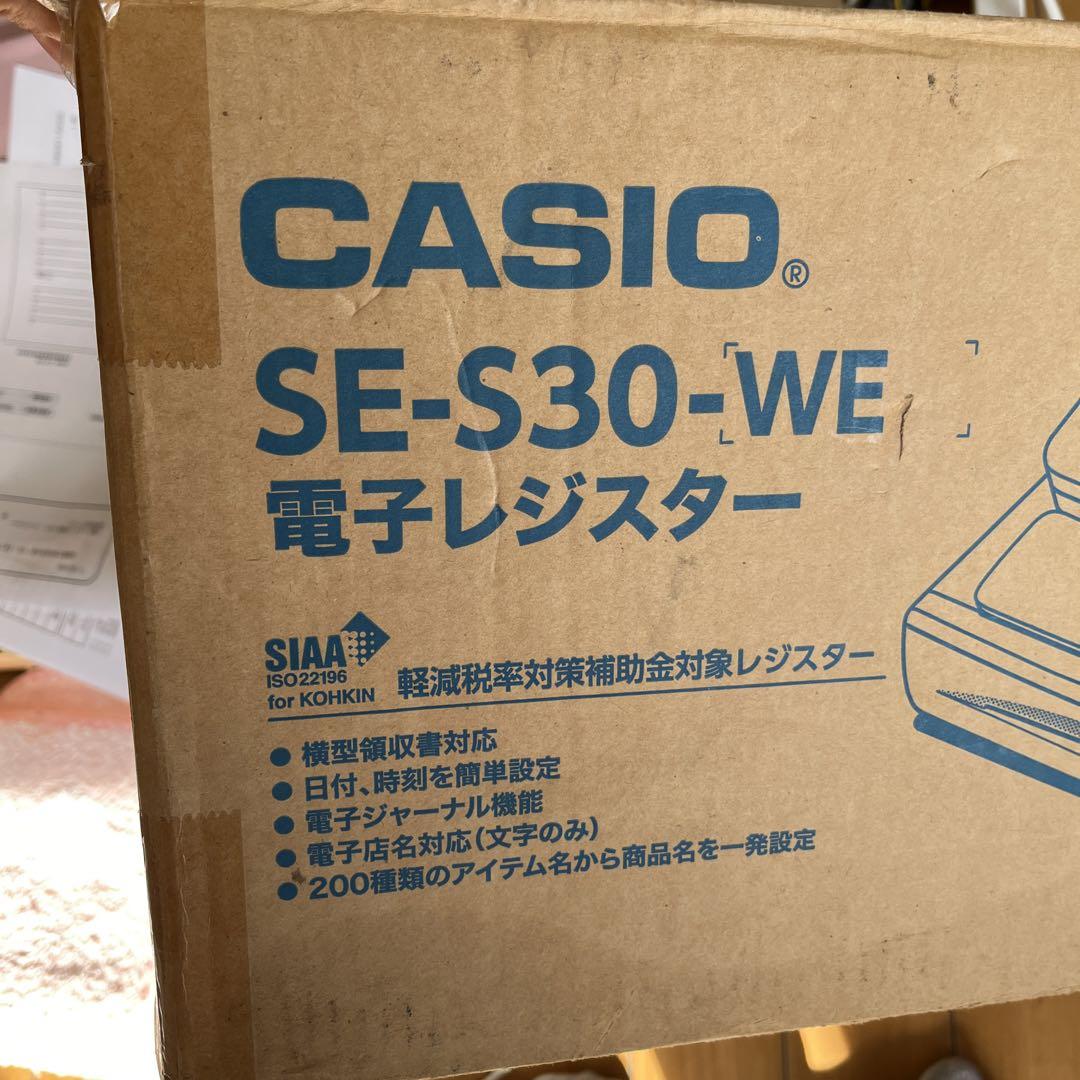 CASIO®
SE-S30-WE
電子レジスター
SIAA
ISO22196
for KOHKIN
軽減税率対策補助金対象レジスター
● 横型領収書対応
● 日付、時刻を簡単設定
● 電子ジャーナル機能
● 電子店名対応(文字のみ)
● 200種類のアイテム名から商品名を一発設定